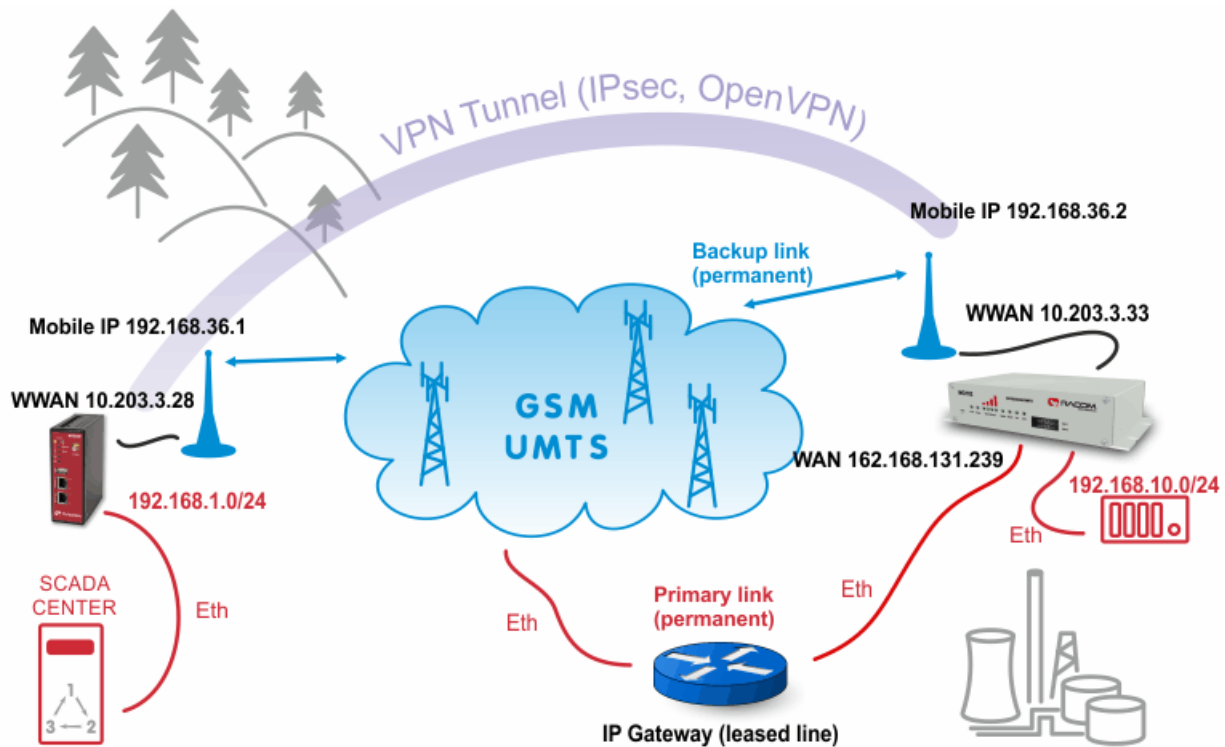 VPN Tunnel (IPsec, OpenVPN)
Mobile IP 192.168.36.2
Backup link
(permanent)
Mobile IP 192.168.36.1
WWAN 10.203.3.33
WWAN 10.203.3.28
GSM
UMTS
RACOM
WAN 162.168.131.239
192.168.1.0/24
192.168.10.0/24
Eth
SCADA
CENTER
Eth
Primary link
(permanent)
Eth
Eth
1
3
2
IP Gateway (leased line)